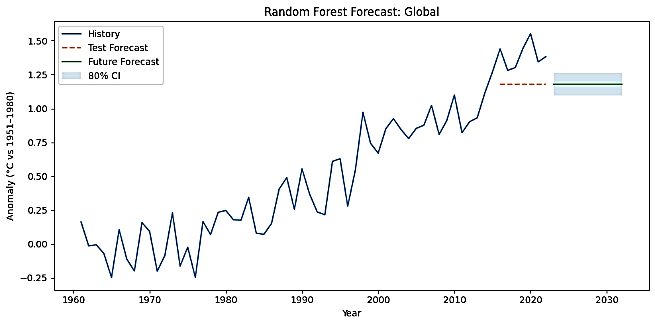 Random Forest Forecast: Global
History
Test Forecast
Future Forecast
80% CI
Anomaly (°C vs 1951–1980)
1.50
1.25
1.00
0.75
0.50
0.25
0.00
−0.25
1960 1970 1980 1990 2000 2010 2020 2030
Year